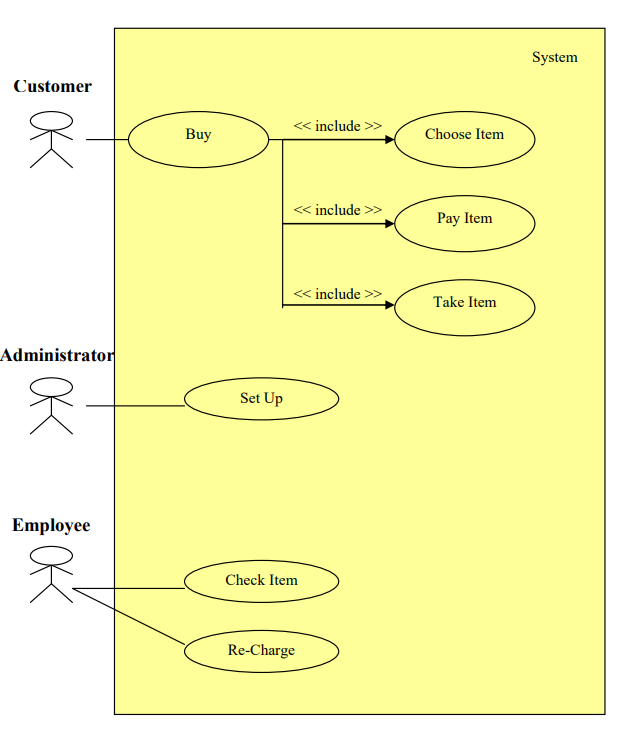 System
Customer
Buy
<< include >>
Choose Item
<< include >>
Pay Item
<< include >>
Take Item
Administrator
Set Up
Employee
Check Item
Re-Charge